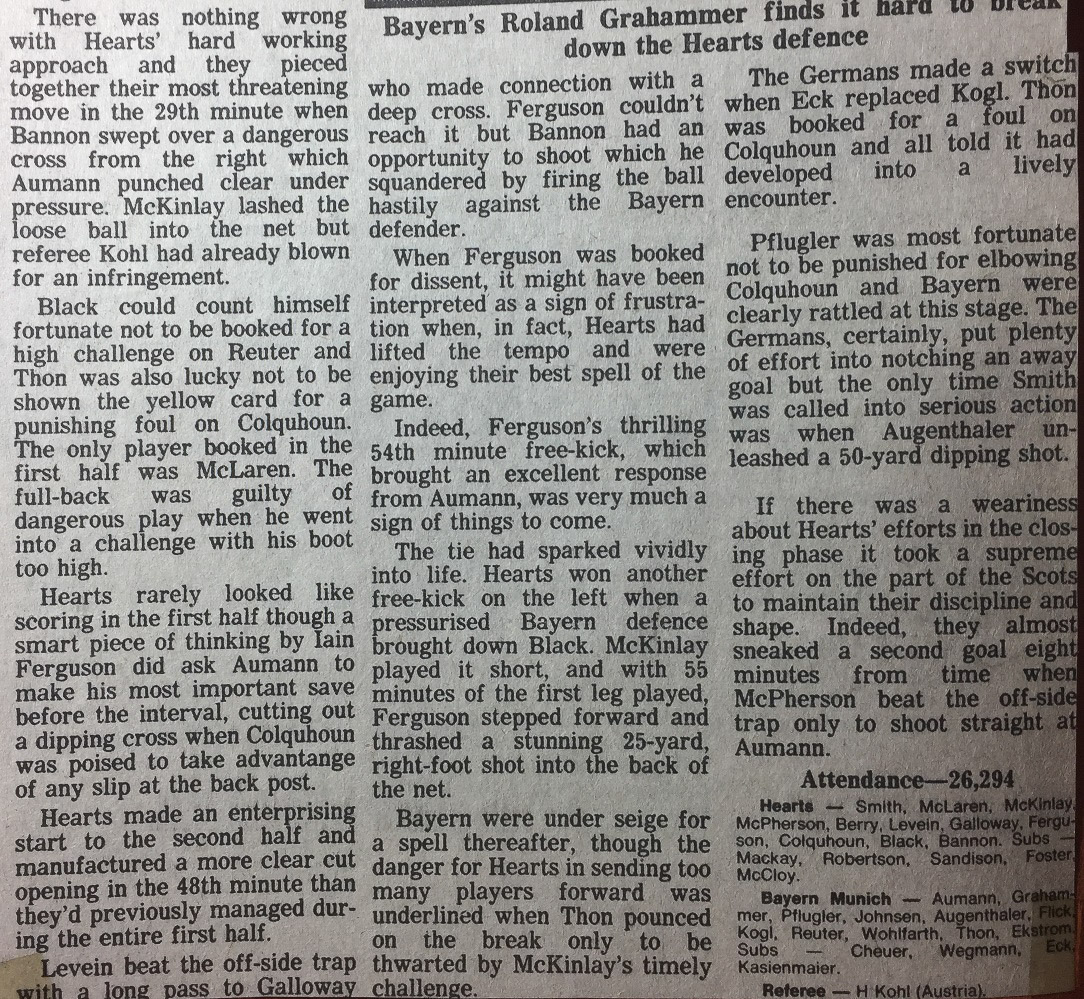 There was nothing wrong
with Hearts' hard working
approach and they pieced
together their most threatening
move in the 29th minute when
Bannon swept over a dangerous
cross from the right which
Aumann punched clear under
pressure. McKinlay lashed the
loose ball into the net but
referee Kohl had already blown
for an infringement.
Black could count himself
fortunate not to be booked for a
high challenge on Reuter and
Thon was also lucky not to be
shown the yellow card for a
punishing foul on Colquhoun.
The only player booked in the
first half was McLaren. The
full-back was guilty of
dangerous play when he went
into a challenge with his boot
too high.
Hearts rarely looked like
scoring in the first half though a
smart piece of thinking by Iain
Ferguson did ask Aumann to
make his most important save
before the interval, cutting out
a dipping cross when Colquhoun
was poised to take advantange
of any slip at the back post.
Hearts made an enterprising
start to the second half and
manufactured a more clear cut
opening in the 48th minute than
they'd previously managed dur-
ing the entire first half.
Levein beat the off-side trap
with a long pass to Galloway
Bayern's Roland Grahammer finds it hard to break
down the Hearts defence
who made connection with a
deep cross. Ferguson couldn't
reach it but Bannon had an
opportunity to shoot which he
squandered by firing the ball
hastily against the Bayern
defender.
When Ferguson was booked
for dissent, it might have been
interpreted as a sign of frustra-
tion when, in fact, Hearts had
lifted the tempo and were
enjoying their best spell of the
game.
Indeed, Ferguson's thrilling
54th minute free-kick, which
brought an excellent response
from Aumann, was very much a
sign of things to come.
The tie had sparked vividly
into life. Hearts won another
free-kick on the left when a
pressurised Bayern defence
brought down Black. McKinlay
played it short, and with 55
minutes of the first leg played,
Ferguson stepped forward and
thrashed a stunning 25-yard,
right-foot shot into the back of
the net.
Bayern were under seige for
a spell thereafter, though the
danger for Hearts in sending too
many players forward was
underlined when Thon pounced
on the break only to be
thwarted by McKinlay's timely
challenge.
The Germans made a switch
when Eck replaced Kogl. Thon
was booked for a foul on
Colquhoun and all told it had
developed into a lively
encounter.
Pflugler was most fortunate
not to be punished for elbowing
Colquhoun and Bayern were
clearly rattled at this stage. The
Germans, certainly, put plenty
of effort into notching an away
goal but the only time Smith
was called into serious action
was when Augenthaler un-
leashed a 50-yard dipping shot.
If there was a weariness
about Hearts' efforts in the clos-
ing phase it took a supreme
effort on the part of the Scots
to maintain their discipline and
shape. Indeed, they almost
sneaked a second goal eight
minutes from time when
McPherson beat the off-side
trap only to shoot straight at
Aumann.
Attendance—26,294
Hearts — Smith, McLaren, McKinlay,
McPherson, Berry, Levein, Galloway, Fergu-
son, Colquhoun, Black, Bannon. Subs —
Mackay, Robertson, Sandison, Foster,
McCloy.
Bayern Munich — Aumann, Graham-
mer, Pflugler, Johnsen, Augenthaler, Flick,
Kogl, Reuter, Wohlfarth, Thon, Ekstrom.
Subs — Cheuer, Wegmann, Eck,
Kasienmaier.
Referee — H Kohl (Austria).